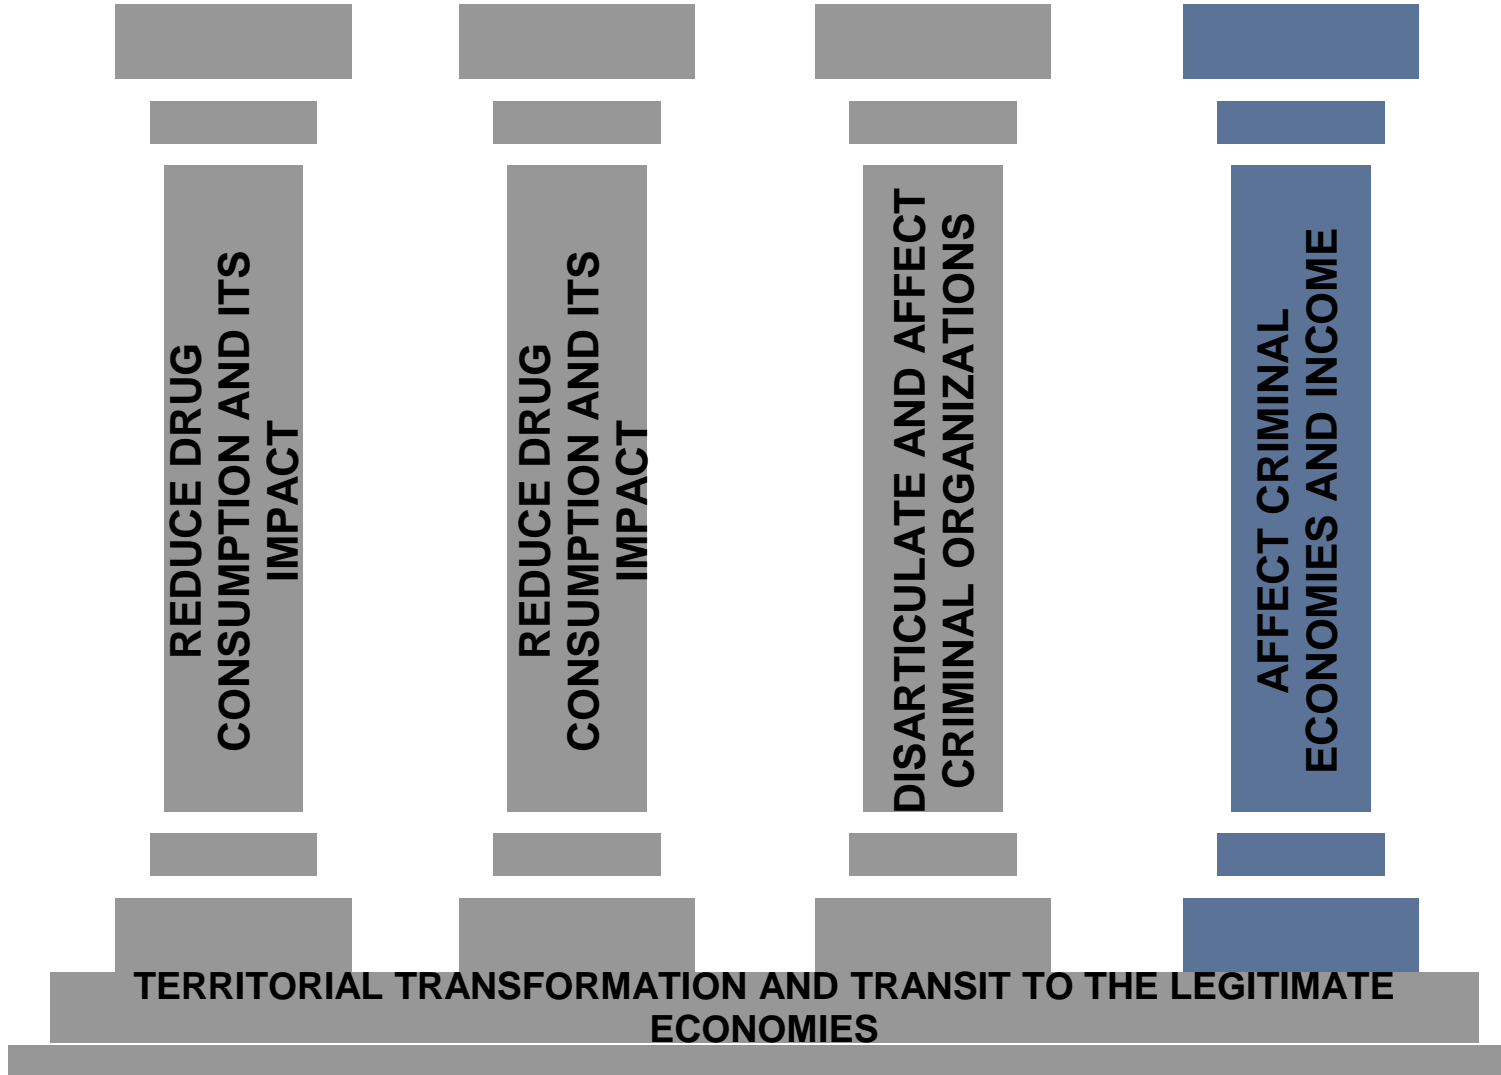 REDUCE DRUG
CONSUMPTION AND ITS
IMPACT
REDUCE DRUG
CONSUMPTION AND ITS
IMPACT
DISARTICULATE AND AFFECT
CRIMINAL ORGANIZATIONS
AFFECT CRIMINAL
ECONOMIES AND INCOME
TERRITORIAL TRANSFORMATION AND TRANSIT TO THE LEGITIMATE
ECONOMIES